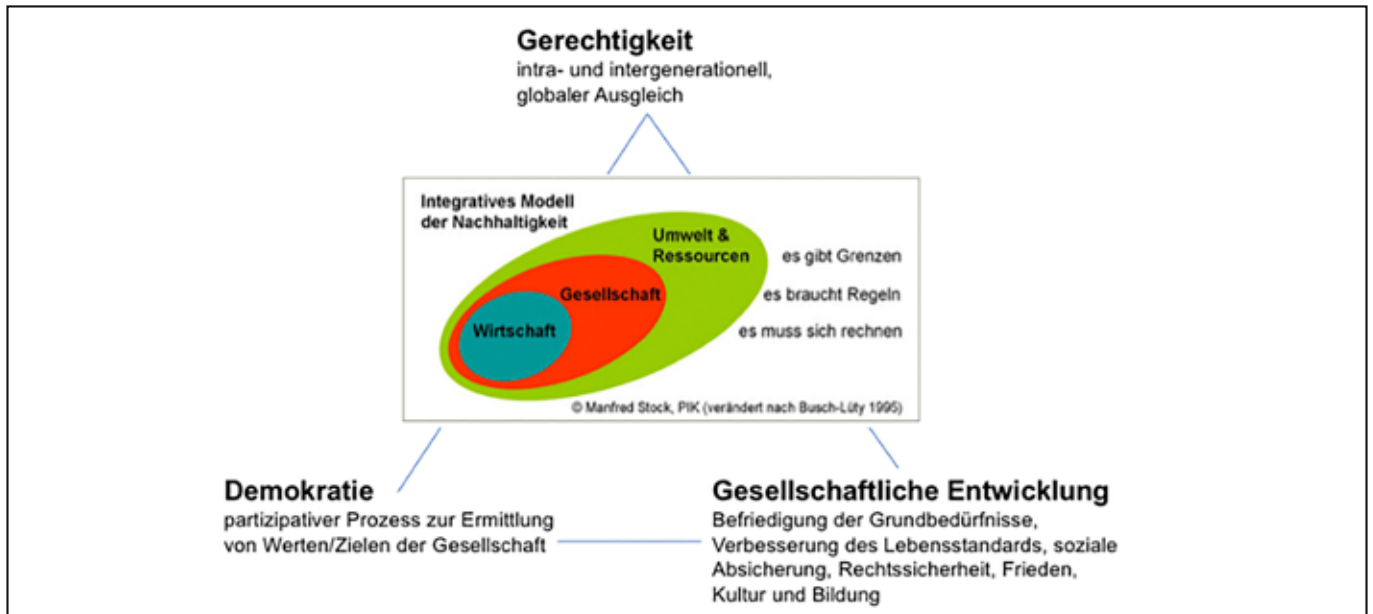 Gerechtigkeit
intra- und intergenerationell,
globaler Ausgleich
Integratives Modell
der Nachhaltigkeit
Umwelt &
Ressourcen
es gibt Grenzen
Gesellschaft
es braucht Regeln
Wirtschaft
es muss sich rechnen
© Manfred Stock, PIK (verändert nach Busch-Lüty 1995)
Demokratie
partizipativer Prozess zur Ermittlung
von Werten/Zielen der Gesellschaft
Gesellschaftliche Entwicklung
Befriedigung der Grundbedürfnisse,
Verbesserung des Lebensstandards, soziale
Absicherung, Rechtssicherheit, Frieden,
Kultur und Bildung